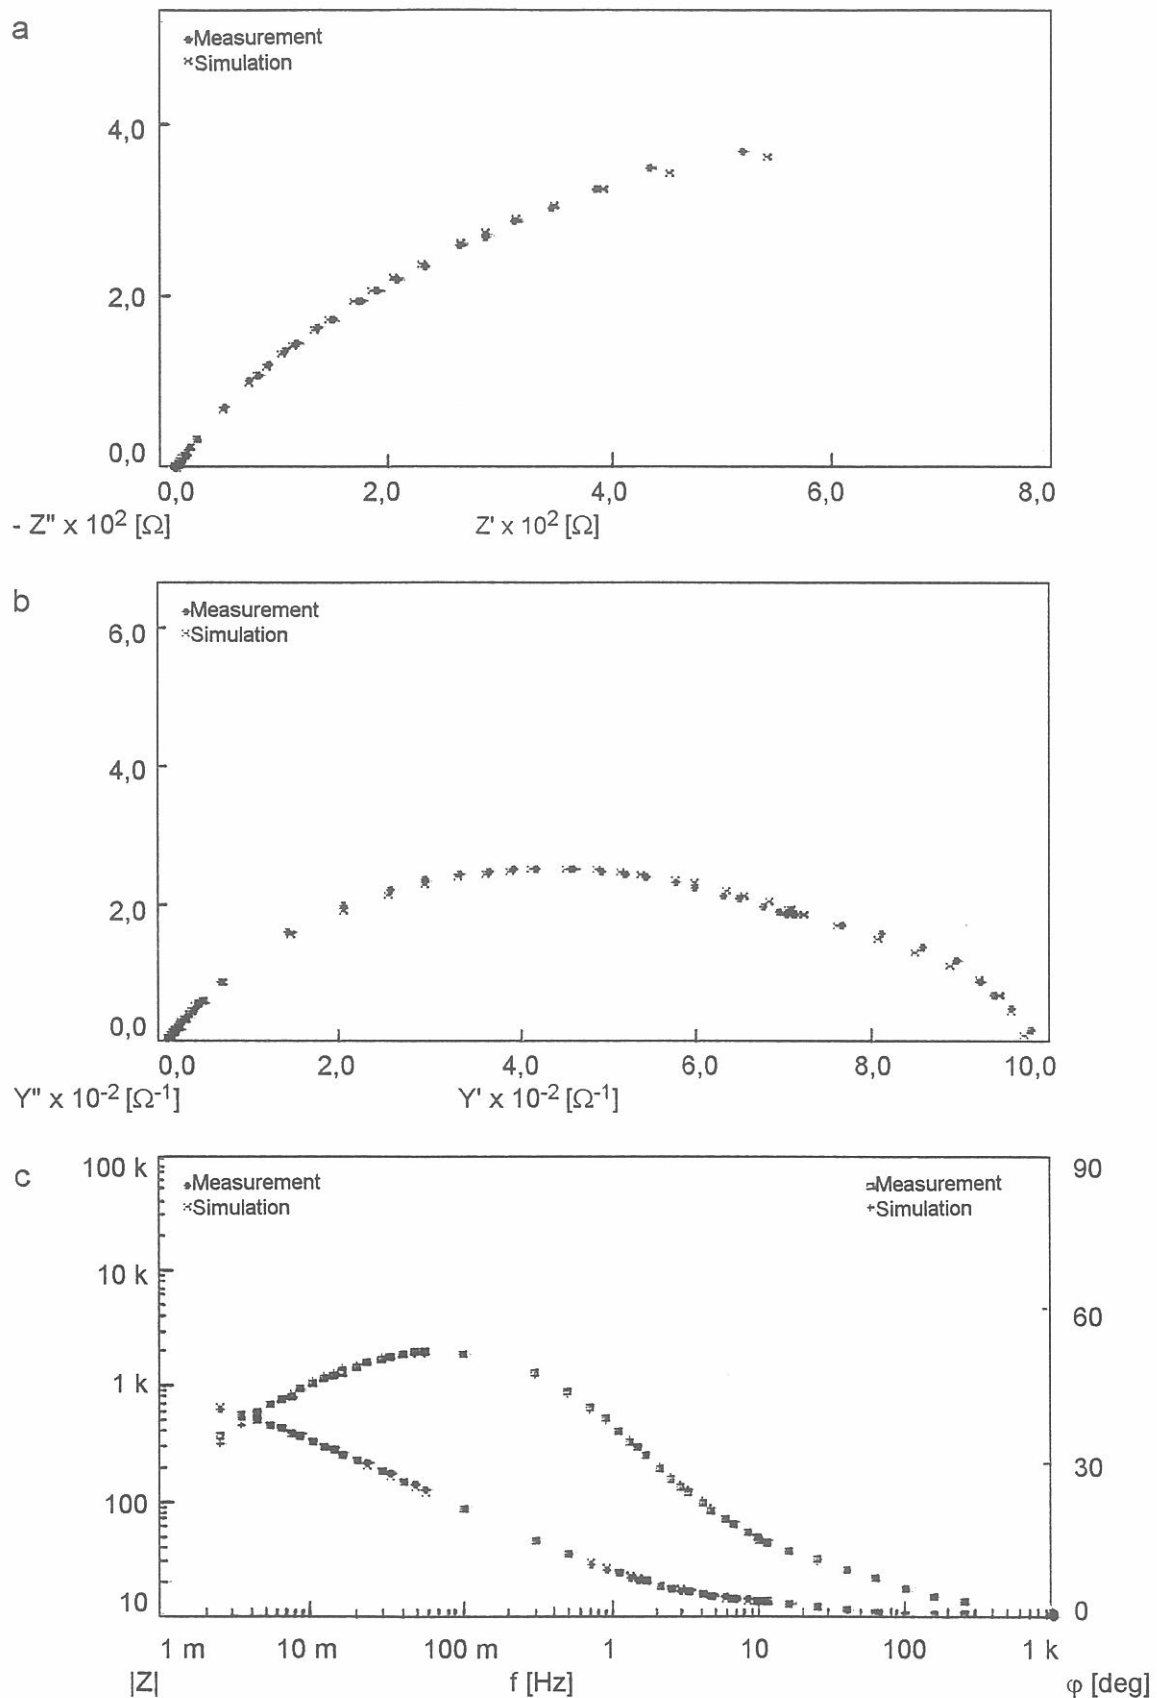 a
Measurement
Simulation
4,0
2,0
0,0
0,0 2,0 4,0 6,0 8,0
- Z" x 10² [Ω] Z' x 10² [Ω]
b
Measurement
Simulation
6,0
4,0
2,0
0,0
0,0 2,0 4,0 6,0 8,0 10,0
Y" x 10⁻² [Ω⁻¹] Y' x 10⁻² [Ω⁻¹]
c
100 k 90
Measurement Measurement
Simulation Simulation
10 k
60
1 k
30
100
10 0
1 m 10 m 100 m 1 10 100 1 k
|Z| f [Hz] φ [deg]